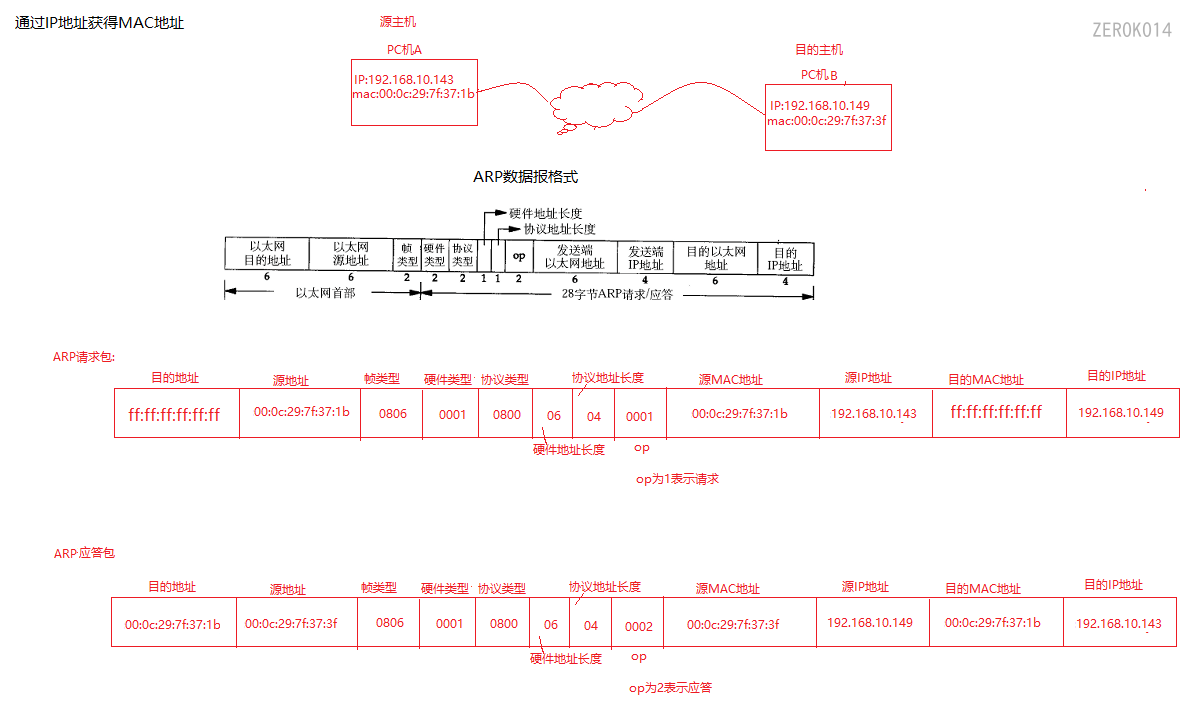 通过IP地址获得MAC地址
ZEROK014
源主机
PC机A
IP:192.168.10.143
mac:00:0c:29:7f:37:1b
目的主机
PC机B
IP:192.168.10.149
mac:00:0c:29:7f:37:3f
ARP数据报格式
硬件地址长度
协议地址长度
以太网
目的地址
以太网
源地址
帧
类型
硬件
类型
协议
类型
op
发送端
以太网地址
发送端
IP地址
目的以太网
地址
目的
IP地址
6 6 2 2 2 1 1 2 6 4 6 4
以太网首部
28字节ARP请求/应答
ARP请求包:
目的地址 源地址 帧类型 硬件类型 协议类型 协议地址长度 源MAC地址 源IP地址 目的MAC地址 目的IP地址
ff:ff:ff:ff:ff:ff 00:0c:29:7f:37:1b 0806 0001 0800 06 04 0001 00:0c:29:7f:37:1b 192.168.10.143 ff:ff:ff:ff:ff:ff 192.168.10.149
硬件地址长度 op
op为1表示请求
ARP应答包
目的地址 源地址 帧类型 硬件类型 协议类型 协议地址长度 源MAC地址 源IP地址 目的MAC地址 目的IP地址
00:0c:29:7f:37:1b 00:0c:29:7f:37:3f 0806 0001 0800 06 04 0002 00:0c:29:7f:37:3f 192.168.10.149 00:0c:29:7f:37:1b 192.168.10.143
硬件地址长度 op
op为2表示应答